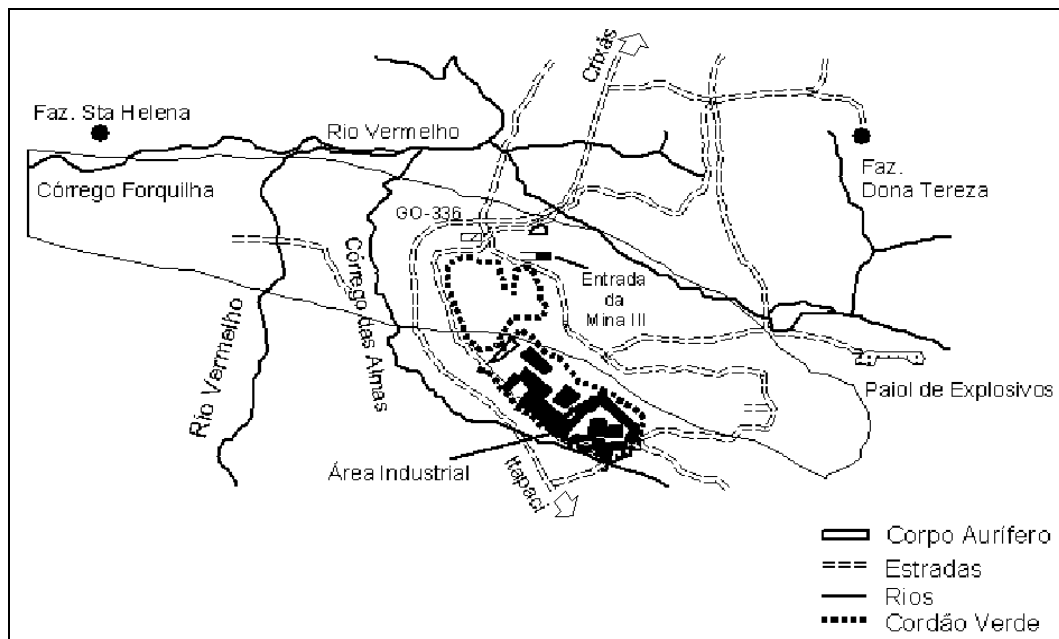 Crixás
Faz. Sta Helena
Rio Vermelho
Faz.
Dona Tereza
Córrego Forquilha
GO-336
Entrada
da
Mina III
Córrego das Almas
Rio Vermelho
Paiol de Explosivos
Área Industrial
Itapaci
Corpo Aurífero
Estradas
Rios
Cordão Verde